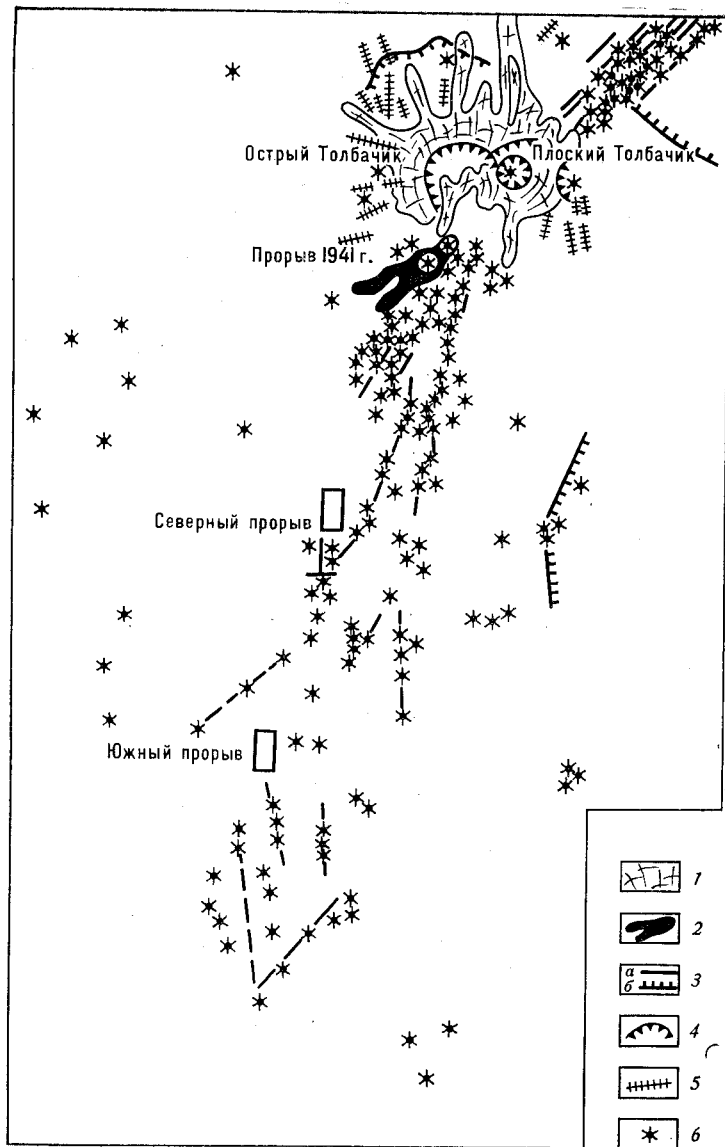 Острый Толбачик
Плоский Толбачик
Прорыв 1941 г.
Северный прорыв
Южный прорыв
1
2
а
б
3
4
5
6